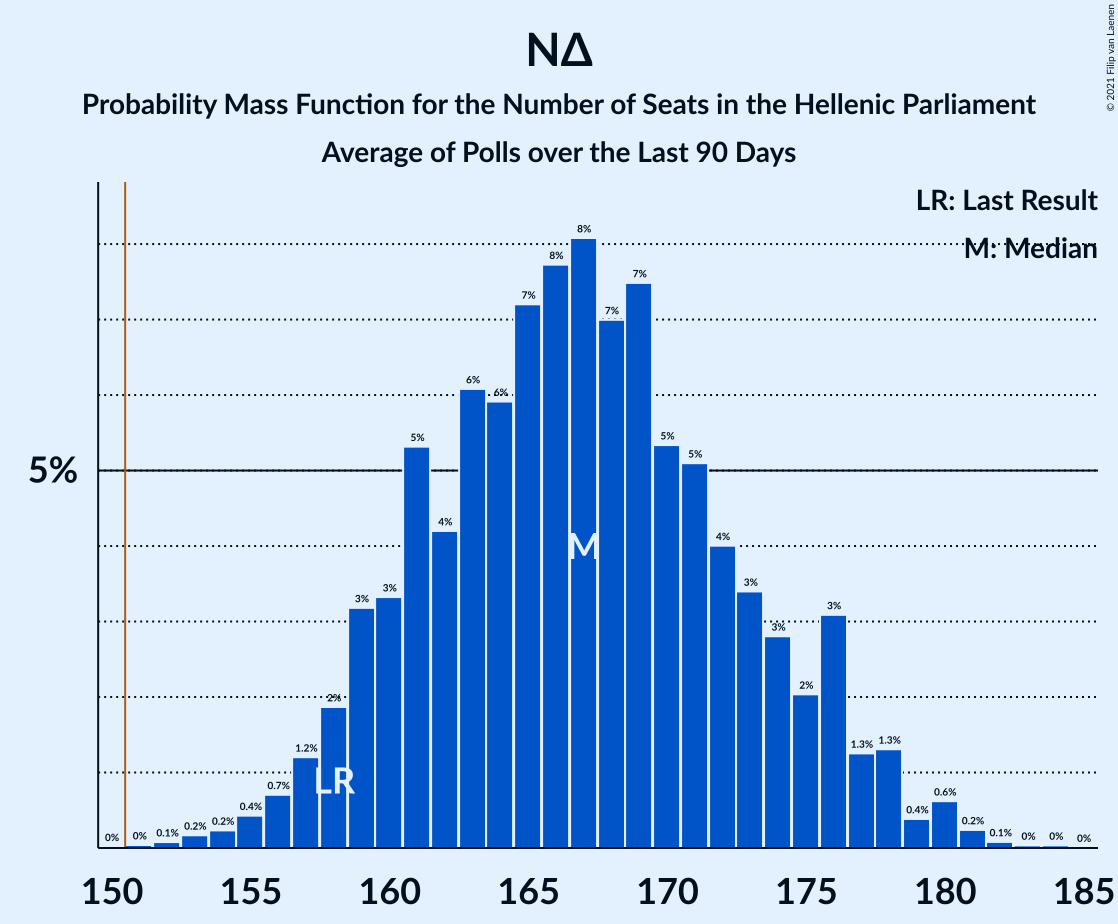 © 2021 Filip van Laenen
ΝΔ
Probability Mass Function for the Number of Seats in the Hellenic Parliament
Average of Polls over the Last 90 Days
LR: Last Result
M: Median
5%
0% 0% 0.1% 0.2% 0.2% 0.4% 0.7% 1.2% 2% 3% 3% 5% 4% 6% 6% 7% 8% 8% 7% 7% 5% 5% 4% 3% 3% 2% 3% 1.3% 1.3% 0.4% 0.6% 0.2% 0.1% 0% 0% 0%
M
LR
150 155 160 165 170 175 180 185